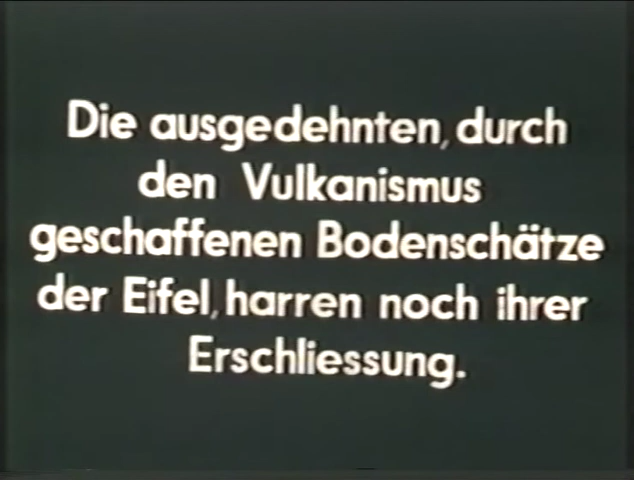 Die ausgedehnten, durch
den Vulkanismus
geschaffenen Bodenschätze
der Eifel, harren noch ihrer
Erschliessung.